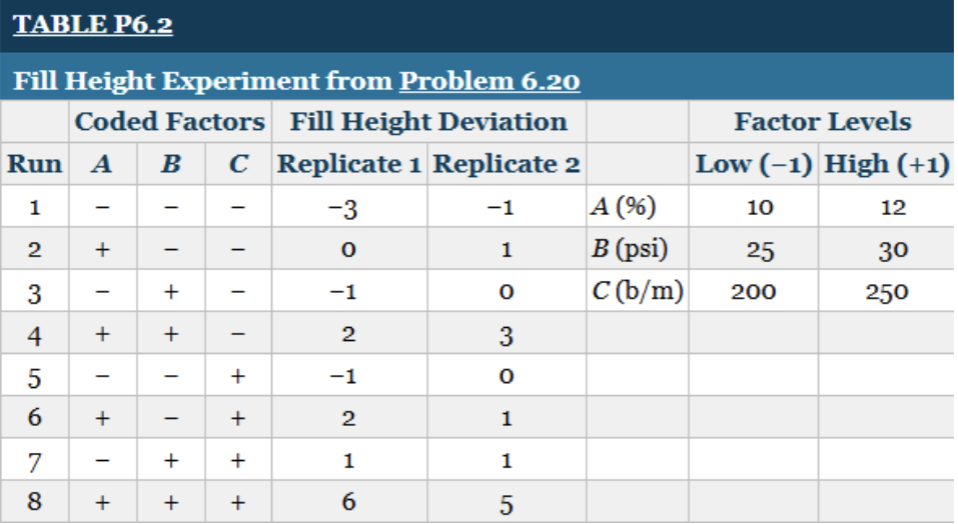 TABLE P6.2
Fill Height Experiment from Problem 6.20
Coded Factors Fill Height Deviation Factor Levels
Run A B C Replicate 1 Replicate 2 Low (−1) High (+1)
1 − − − −3 −1 A (%) 10 12
2 + − − 0 1 B (psi) 25 30
3 − + − −1 0 C (b/m) 200 250
4 + + − 2 3
5 − − + −1 0
6 + − + 2 1
7 − + + 1 1
8 + + + 6 5